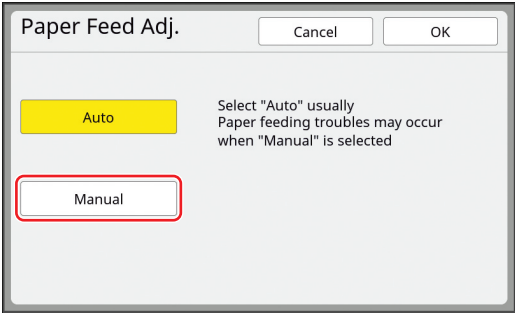 Paper Feed Adj.
Cancel
OK
Auto
Select "Auto" usually
Paper feeding troubles may occur
when "Manual" is selected
Manual